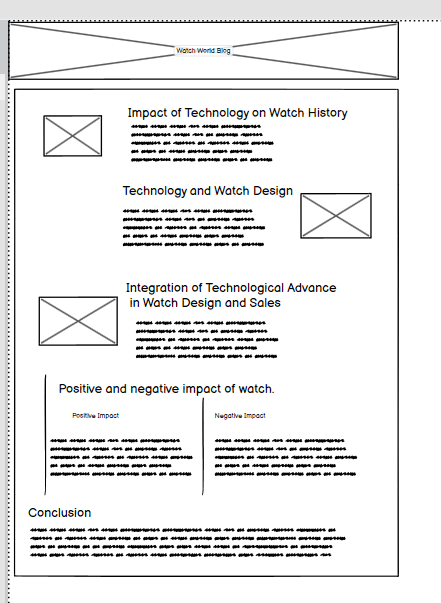 Watch World Blog
Impact of Technology on Watch History
Technology and Watch Design
Integration of Technological Advance
in Watch Design and Sales
Positive and negative impact of watch.
Positive Impact
Negative Impact
Conclusion